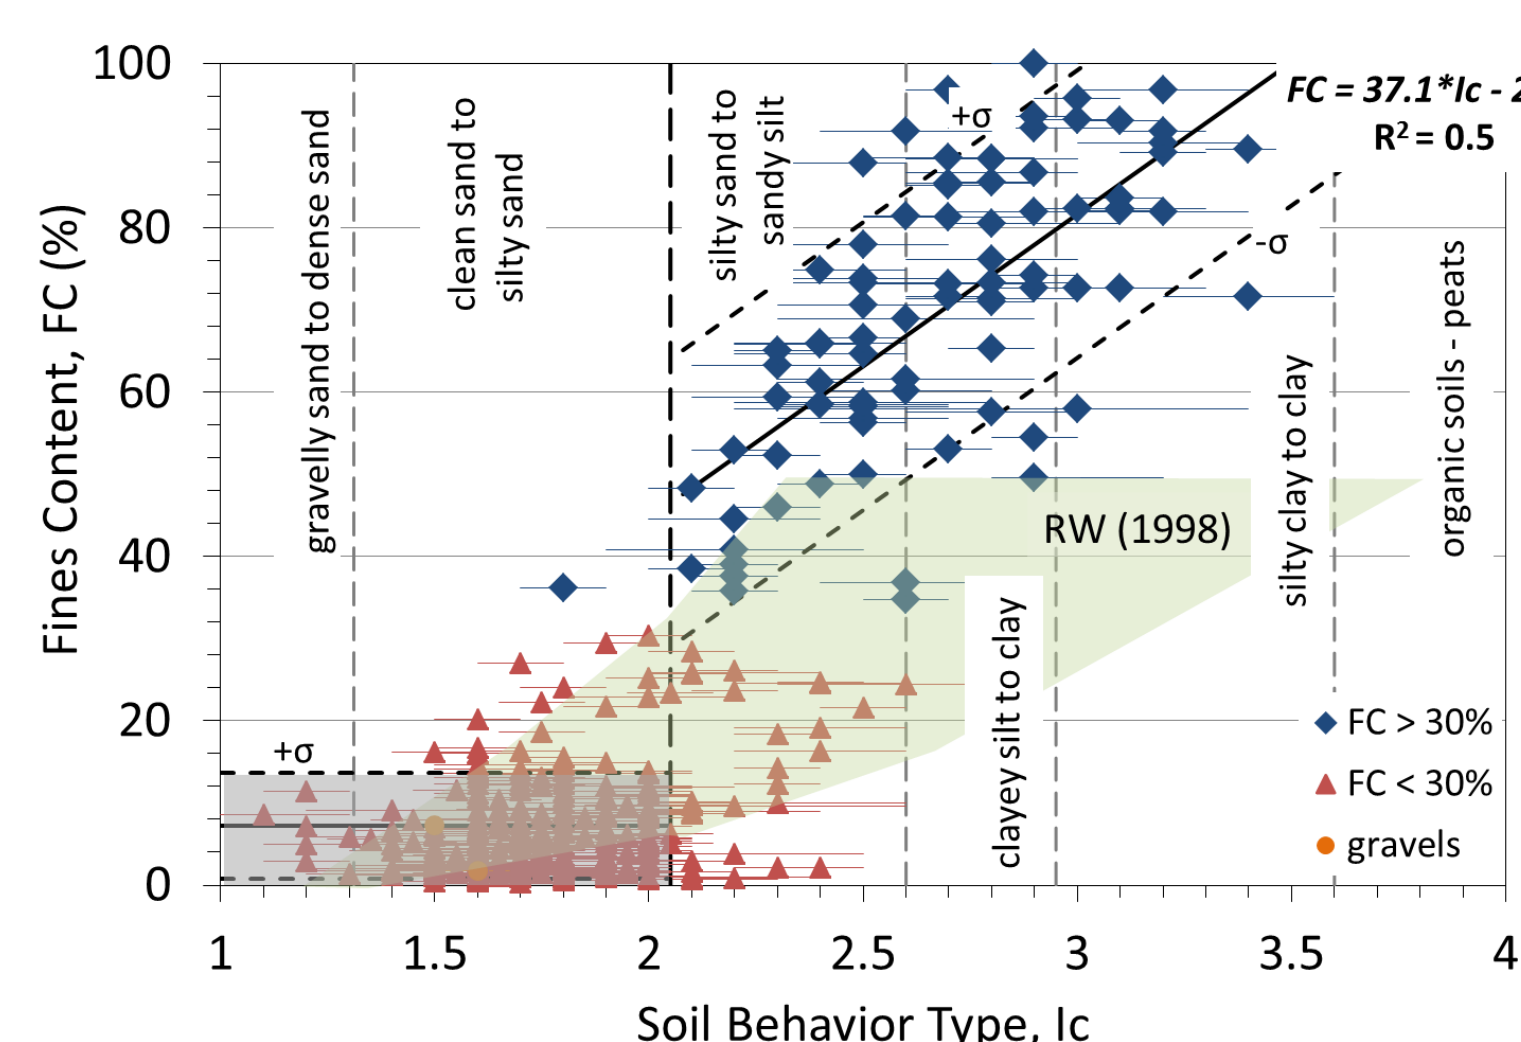 Fines Content, FC (%)
100
80
60
40
20
0
gravelly sand to dense sand
clean sand to
silty sand
silty sand to
sandy silt
+σ
FC = 37.1*Ic - 2
R² = 0.5
-σ
RW (1998)
clayey silt to clay
silty clay to clay
organic soils - peats
+σ
FC > 30%
FC < 30%
gravels
1 1.5 2 2.5 3 3.5 4
Soil Behavior Type, Ic